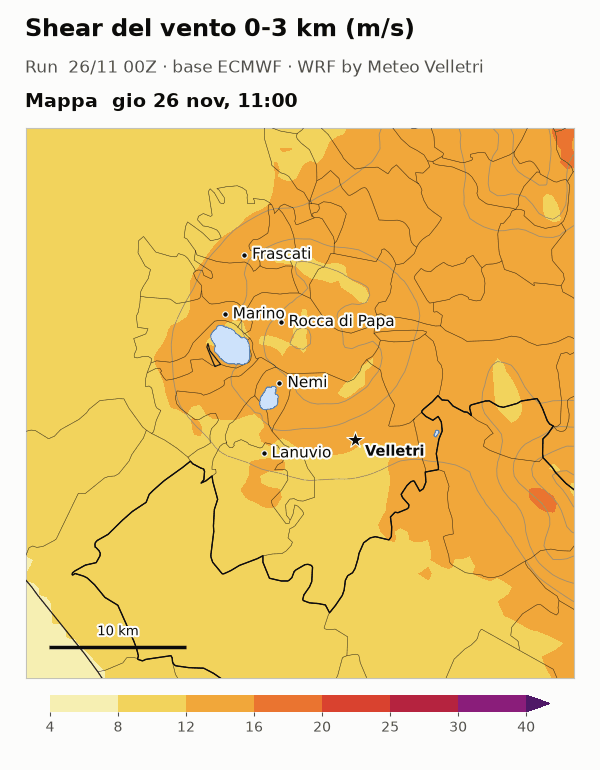 Shear del vento 0-3 km (m/s)
Run  26/11 00Z · base ECMWF · WRF by Meteo Velletri
Mappa  gio 26 nov, 11:00
Frascati
Marino
Rocca di Papa
Nemi
Velletri
Lanuvio
10 km
4 8 12 16 20 25 30 40